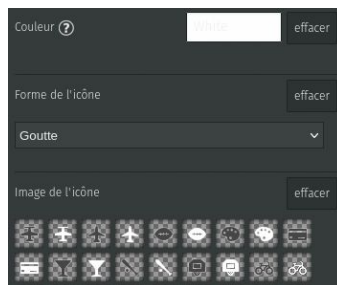 Couleur ? White effacer
Forme de l'icône effacer
Goutte
Image de l'icône effacer